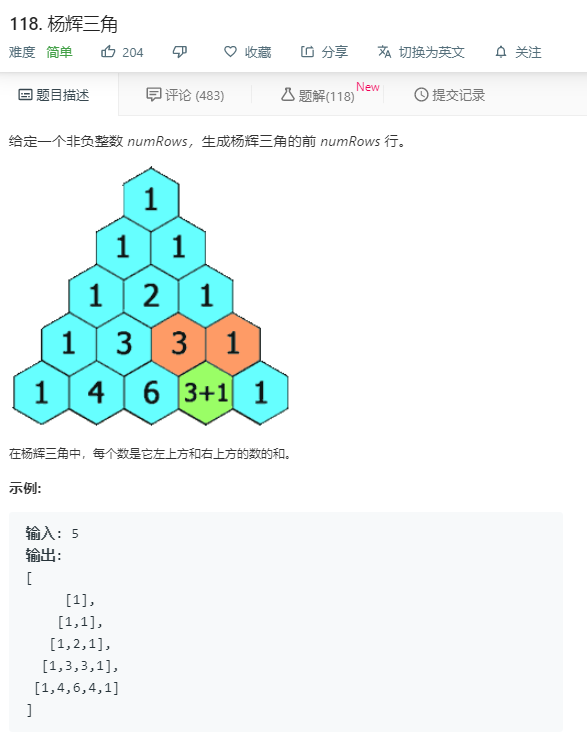 118. 杨辉三角
难度 简单 204 收藏 分享 切换为英文 关注
题目描述 评论 (483) 题解(118) New 提交记录
给定一个非负整数 numRows，生成杨辉三角的前 numRows 行。
1
1 1
1 2 1
1 3 3 1
1 4 6 3+1 1
在杨辉三角中，每个数是它左上方和右上方的数的和。
示例:
输入: 5
输出:
[
[1],
[1,1],
[1,2,1],
[1,3,3,1],
[1,4,6,4,1]
]